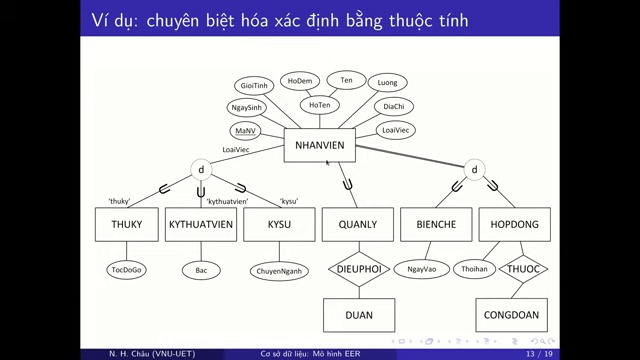 Ví dụ: chuyên biệt hóa xác định bằng thuộc tính
HoDem
Ten
GioiTinh
Luong
NgaySinh
HoTen
DiaChi
MaNV
LoaiViec
LoaiViec
NHANVIEN
d
d
'thuky'
'kythuatvien'
'kysu'
THUKY
KYTHUATVIEN
KYSU
QUANLY
BIENCHE
HOPDONG
TocDoGo
Bac
ChuyenNganh
DIEUPHOI
NgayVao
Thoihan
THUOC
DUAN
CONGDOAN
N. H. Châu (VNU-UET)
Cơ sở dữ liệu: Mô hình EER
13 / 19